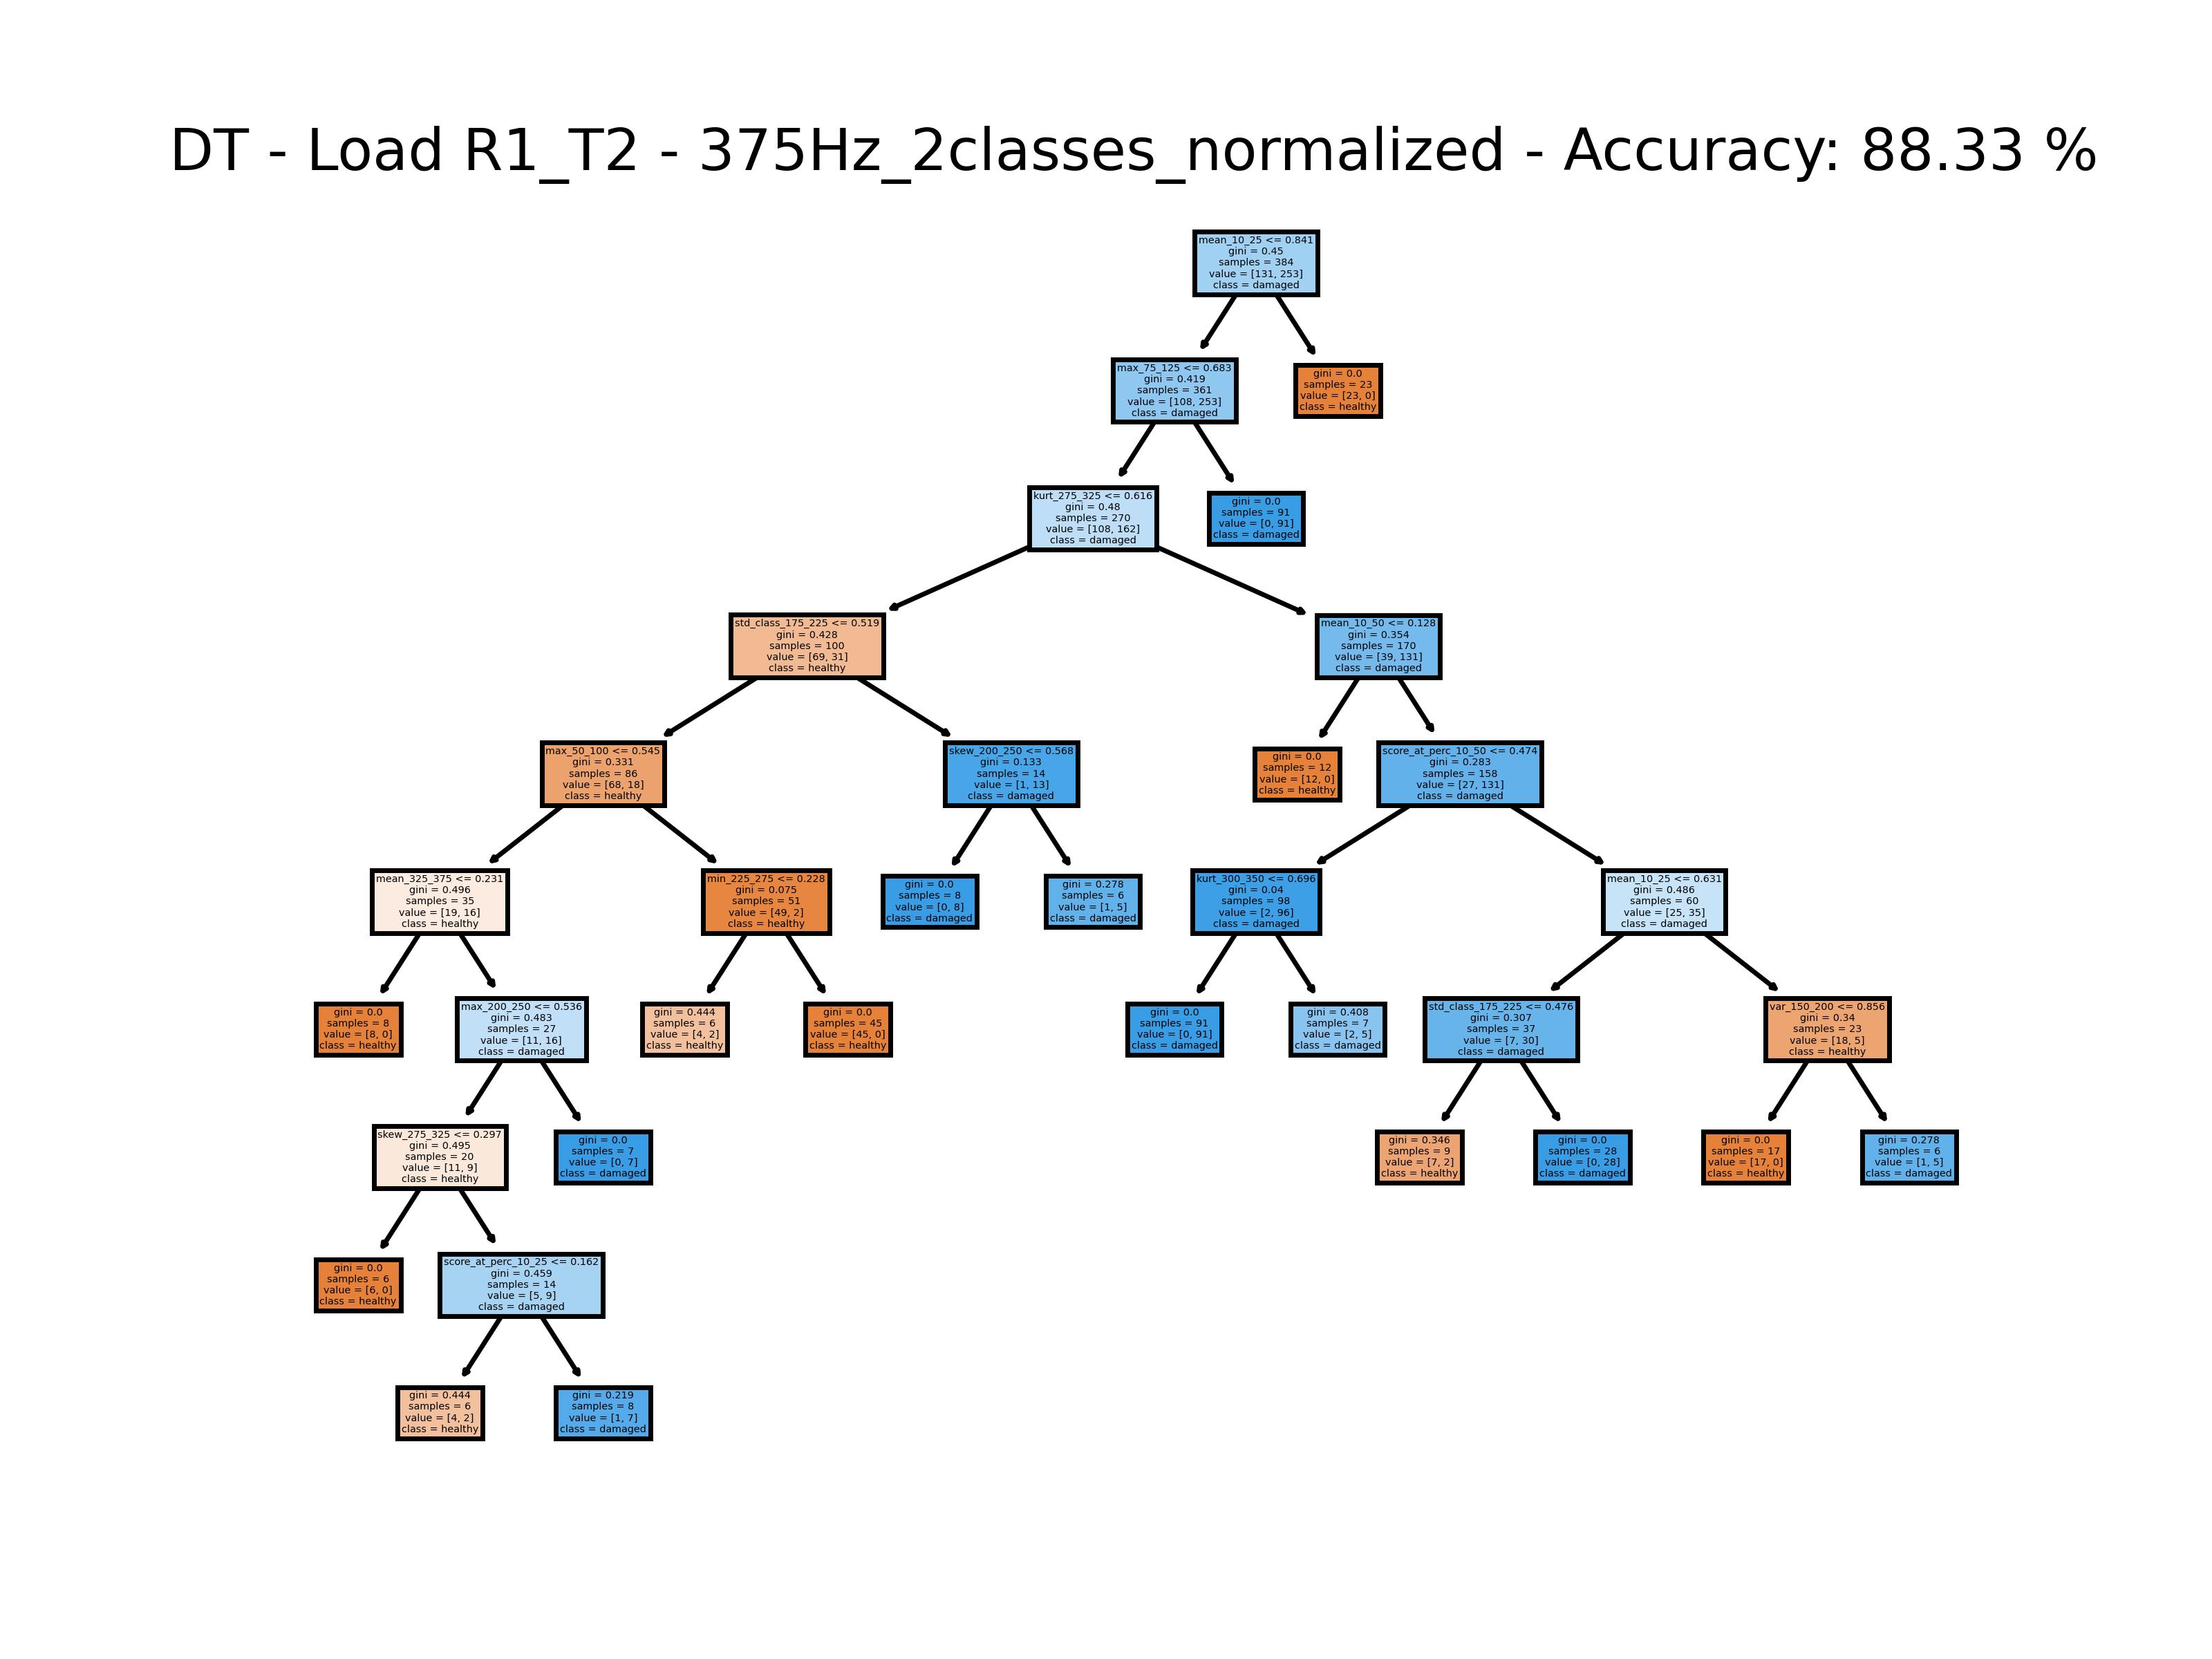 DT - Load R1_T2 - 375Hz_2classes_normalized - Accuracy: 88.33 %
mean_10_25 <= 0.841
gini = 0.45
samples = 384
value = [131, 253]
class = damaged
max_75_125 <= 0.683
gini = 0.419
samples = 361
value = [108, 253]
class = damaged
gini = 0.0
samples = 23
value = [23, 0]
class = healthy
kurt_275_325 <= 0.616
gini = 0.48
samples = 270
value = [108, 162]
class = damaged
gini = 0.0
samples = 91
value = [0, 91]
class = damaged
std_class_175_225 <= 0.519
gini = 0.428
samples = 100
value = [69, 31]
class = healthy
mean_10_50 <= 0.128
gini = 0.354
samples = 170
value = [39, 131]
class = damaged
max_50_100 <= 0.545
gini = 0.331
samples = 86
value = [68, 18]
class = healthy
skew_200_250 <= 0.568
gini = 0.133
samples = 14
value = [1, 13]
class = damaged
gini = 0.0
samples = 12
value = [12, 0]
class = healthy
score_at_perc_10_50 <= 0.474
gini = 0.283
samples = 158
value = [27, 131]
class = damaged
mean_325_375 <= 0.231
gini = 0.496
samples = 35
value = [19, 16]
class = healthy
min_225_275 <= 0.228
gini = 0.075
samples = 51
value = [49, 2]
class = healthy
gini = 0.0
samples = 8
value = [0, 8]
class = damaged
gini = 0.278
samples = 6
value = [1, 5]
class = damaged
kurt_300_350 <= 0.696
gini = 0.04
samples = 98
value = [2, 96]
class = damaged
mean_10_25 <= 0.631
gini = 0.486
samples = 60
value = [25, 35]
class = damaged
gini = 0.0
samples = 8
value = [8, 0]
class = healthy
max_200_250 <= 0.536
gini = 0.483
samples = 27
value = [11, 16]
class = damaged
gini = 0.444
samples = 6
value = [4, 2]
class = healthy
gini = 0.0
samples = 45
value = [45, 0]
class = healthy
gini = 0.0
samples = 91
value = [0, 91]
class = damaged
gini = 0.408
samples = 7
value = [2, 5]
class = damaged
std_class_175_225 <= 0.476
gini = 0.307
samples = 37
value = [7, 30]
class = damaged
var_150_200 <= 0.856
gini = 0.34
samples = 23
value = [18, 5]
class = healthy
skew_275_325 <= 0.297
gini = 0.495
samples = 20
value = [11, 9]
class = healthy
gini = 0.0
samples = 7
value = [0, 7]
class = damaged
gini = 0.346
samples = 9
value = [7, 2]
class = healthy
gini = 0.0
samples = 28
value = [0, 28]
class = damaged
gini = 0.0
samples = 17
value = [17, 0]
class = healthy
gini = 0.278
samples = 6
value = [1, 5]
class = damaged
gini = 0.0
samples = 6
value = [6, 0]
class = healthy
score_at_perc_10_25 <= 0.162
gini = 0.459
samples = 14
value = [5, 9]
class = damaged
gini = 0.444
samples = 6
value = [4, 2]
class = healthy
gini = 0.219
samples = 8
value = [1, 7]
class = damaged